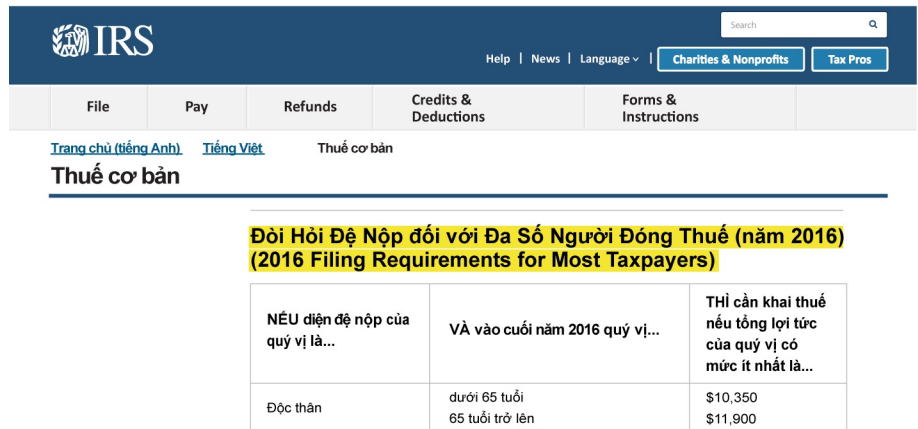 IRS
Search
Help | News | Language | Charities & Nonprofits Tax Pros
File Pay Refunds Credits & Deductions Forms & Instructions
Trang chủ (tiếng Anh) Tiếng Việt Thuế cơ bản
Thuế cơ bản
Đòi Hỏi Đệ Nộp đối với Đa Số Người Đóng Thuế (năm 2016)
(2016 Filing Requirements for Most Taxpayers)
NẾU diện đệ nộp của
quý vị là...
VÀ vào cuối năm 2016 quý vị...
THÌ cần khai thuế
nếu tổng lợi tức
của quý vị có
mức ít nhất là...
Độc thân
dưới 65 tuổi
65 tuổi trở lên
$10,350
$11,900